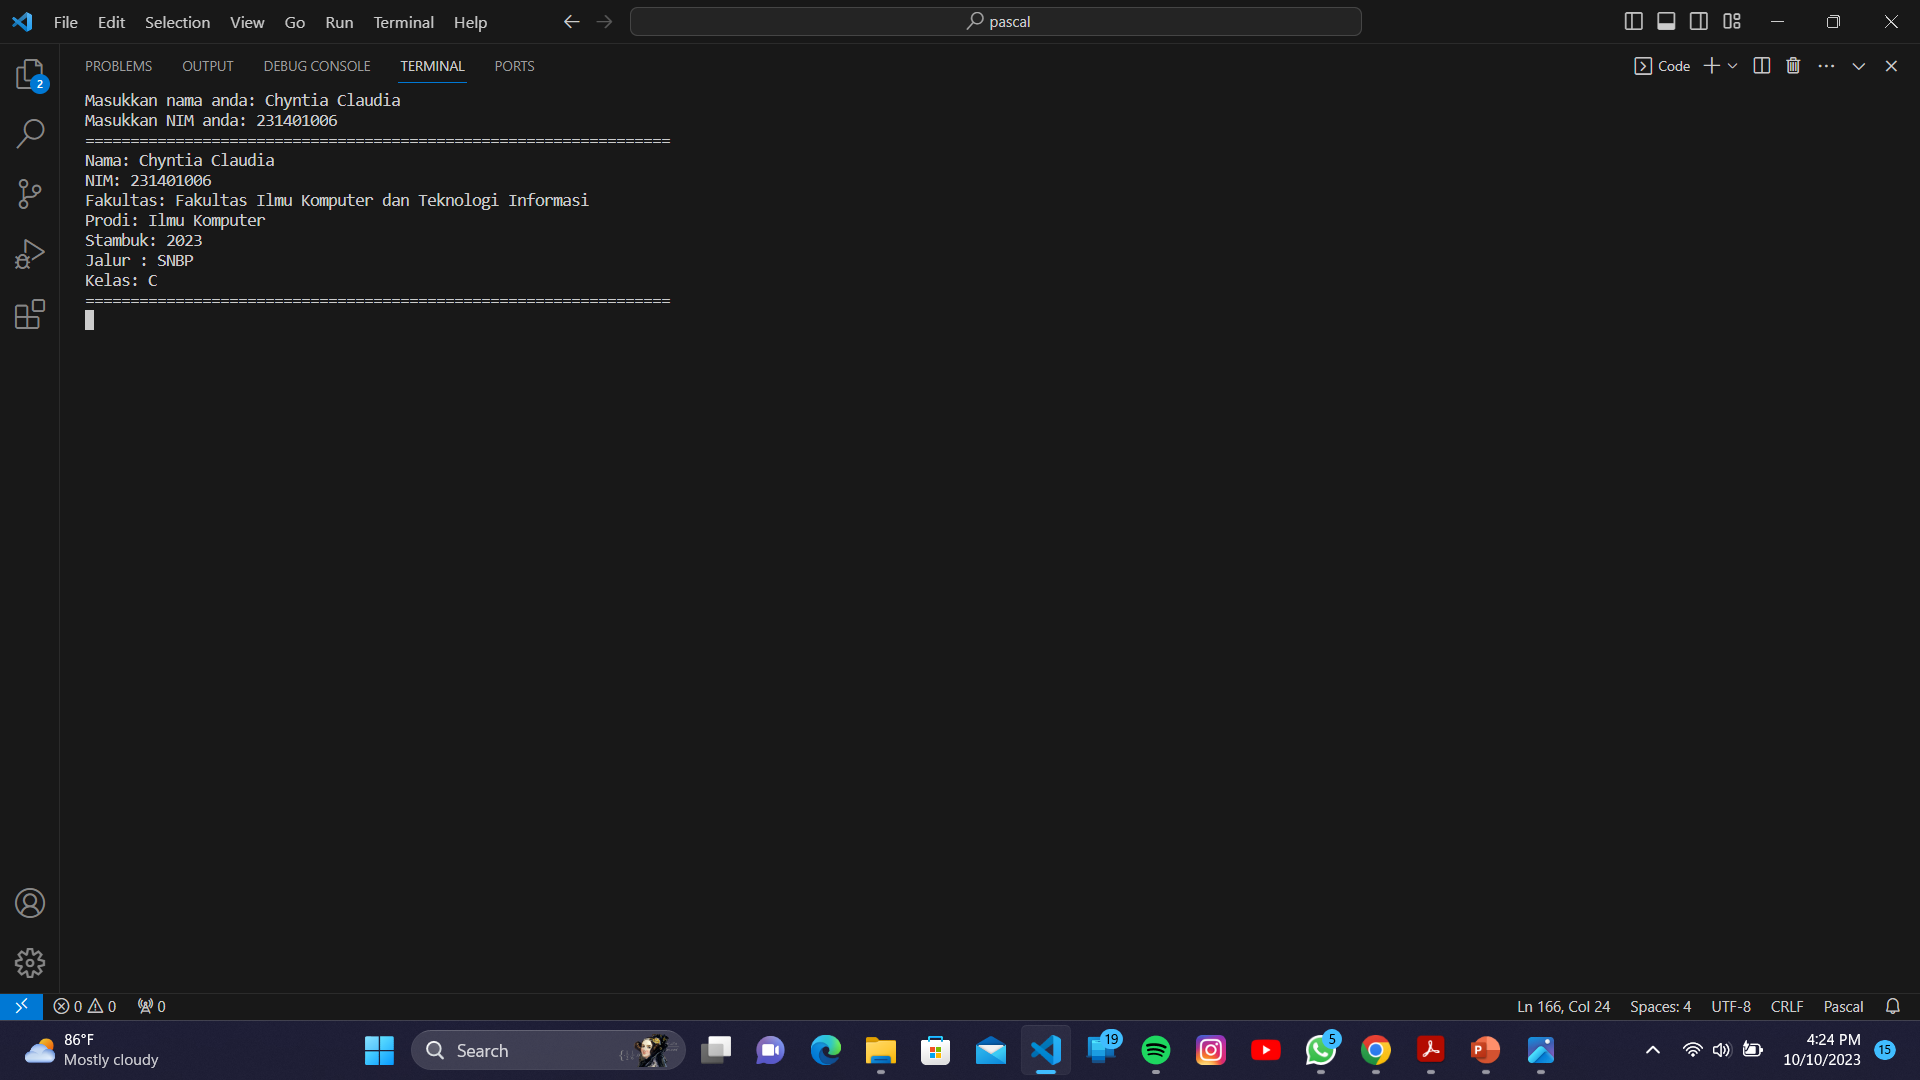 File Edit Selection View Go Run Terminal Help
pascal
PROBLEMS OUTPUT DEBUG CONSOLE TERMINAL PORTS
Code
2
Masukkan nama anda: Chyntia Claudia
Masukkan NIM anda: 231401006
=================================================================
Nama: Chyntia Claudia
NIM: 231401006
Fakultas: Fakultas Ilmu Komputer dan Teknologi Informasi
Prodi: Ilmu Komputer
Stambuk: 2023
Jalur : SNBP
Kelas: C
=================================================================
0 0 0
Ln 166, Col 24 Spaces: 4 UTF-8 CRLF Pascal
86°F
Mostly cloudy
Search
19
5
4:24 PM
10/10/2023
15